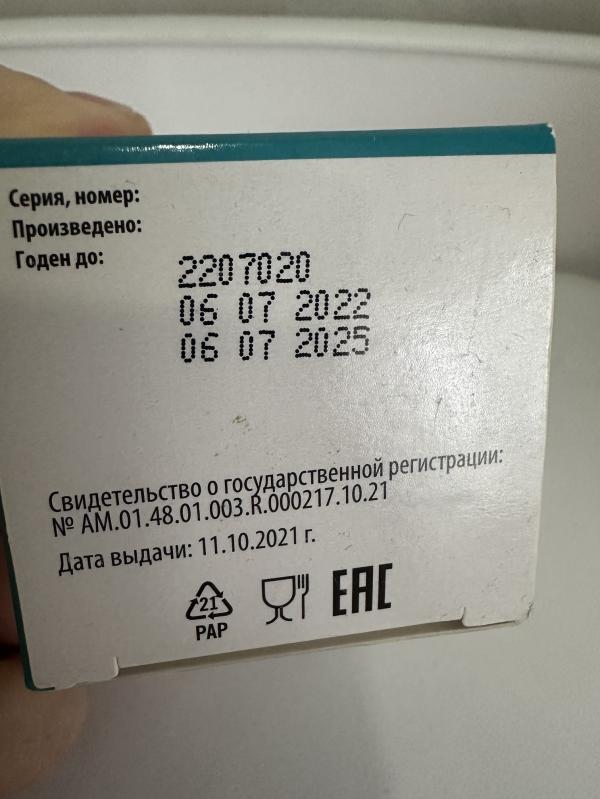 Серия, номер:
Произведено:
Годен до:
2207020
06 07 2022
06 07 2025
Свидетельство о государственной регистрации:
№ AM.01.48.01.003.R.000217.10.21
Дата выдачи: 11.10.2021 г.
21
PAP
EAC